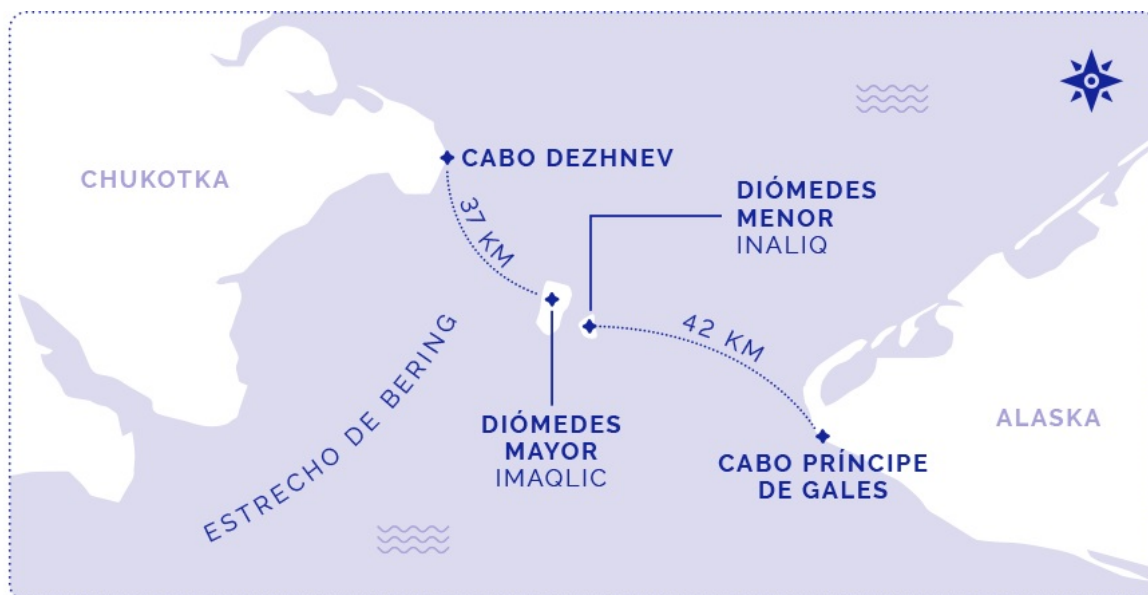 CABO DEZHNEV
CHUKOTKA
37 KM
DIÓMEDES
MENOR
INALIQ
42 KM
ESTRECHO DE BERING
DIÓMEDES
MAYOR
IMAQLIC
ALASKA
CABO PRÍNCIPE
DE GALES